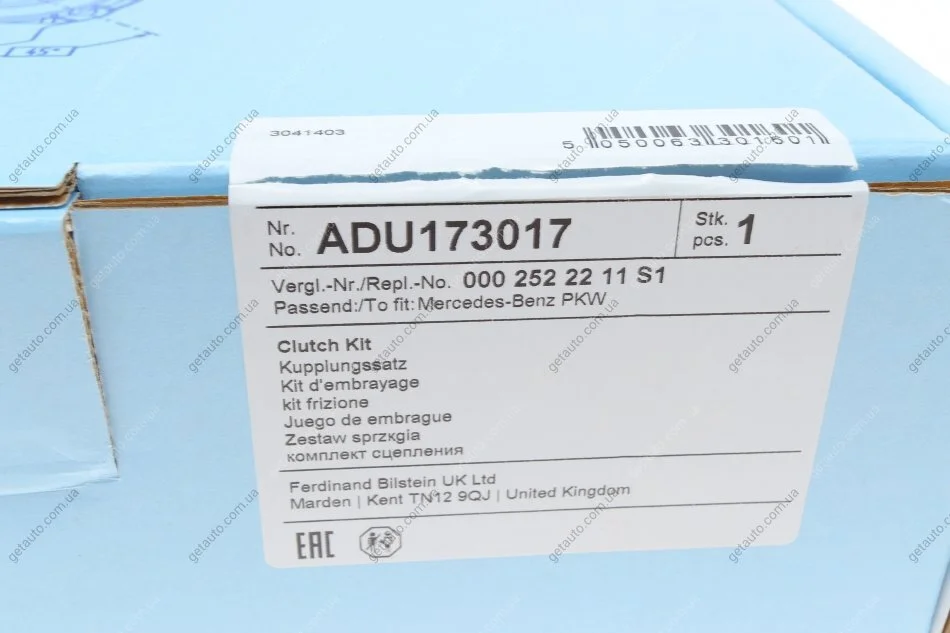 45°
3041403
5 050063 301601
Nr.
No. ADU173017
Stk.
pcs. 1
Vergl.-Nr./Repl.-No. 000 252 22 11 S1
Passend:/To fit: Mercedes-Benz PKW
Clutch Kit
Kupplungssatz
Kit d'embrayage
kit frizione
Juego de embrague
Zestaw sprzxgia
комплект сцепления
Ferdinand Bilstein UK Ltd
Marden | Kent TN12 9QJ | United Kingdom
EAC
getauto.com.ua